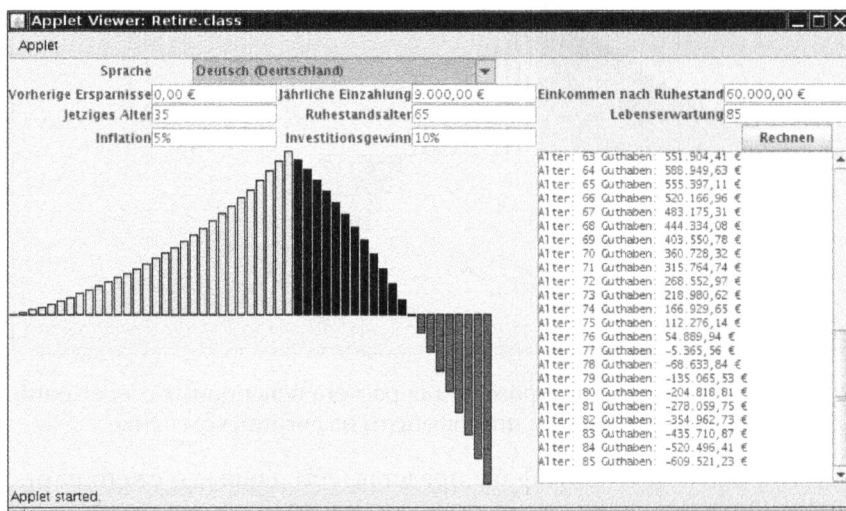 Applet Viewer: Retire.class
Applet
Sprache Deutsch (Deutschland)
Vorherige Ersparnisse 0,00 € Jährliche Einzahlung 9.000,00 € Einkommen nach Ruhestand 60.000,00 €
Jetziges Alter 35 Ruhestandsalter 65 Lebenserwartung 85
Inflation 5% Investitionsgewinn 10% Rechnen
Alter: 63 Guthaben: 551.904,41 €
Alter: 64 Guthaben: 588.949,63 €
Alter: 65 Guthaben: 555.397,11 €
Alter: 66 Guthaben: 520.166,96 €
Alter: 67 Guthaben: 483.175,31 €
Alter: 68 Guthaben: 444.334,08 €
Alter: 69 Guthaben: 403.550,78 €
Alter: 70 Guthaben: 360.728,32 €
Alter: 71 Guthaben: 315.764,74 €
Alter: 72 Guthaben: 268.552,97 €
Alter: 73 Guthaben: 218.980,62 €
Alter: 74 Guthaben: 166.929,65 €
Alter: 75 Guthaben: 112.276,14 €
Alter: 76 Guthaben: 54.889,94 €
Alter: 77 Guthaben: -5.365,56 €
Alter: 78 Guthaben: -68.633,84 €
Alter: 79 Guthaben: -135.065,53 €
Alter: 80 Guthaben: -204.818,81 €
Alter: 81 Guthaben: -278.059,75 €
Alter: 82 Guthaben: -354.962,73 €
Alter: 83 Guthaben: -435.710,87 €
Alter: 84 Guthaben: -520.496,41 €
Alter: 85 Guthaben: -609.521,23 €
Applet started.